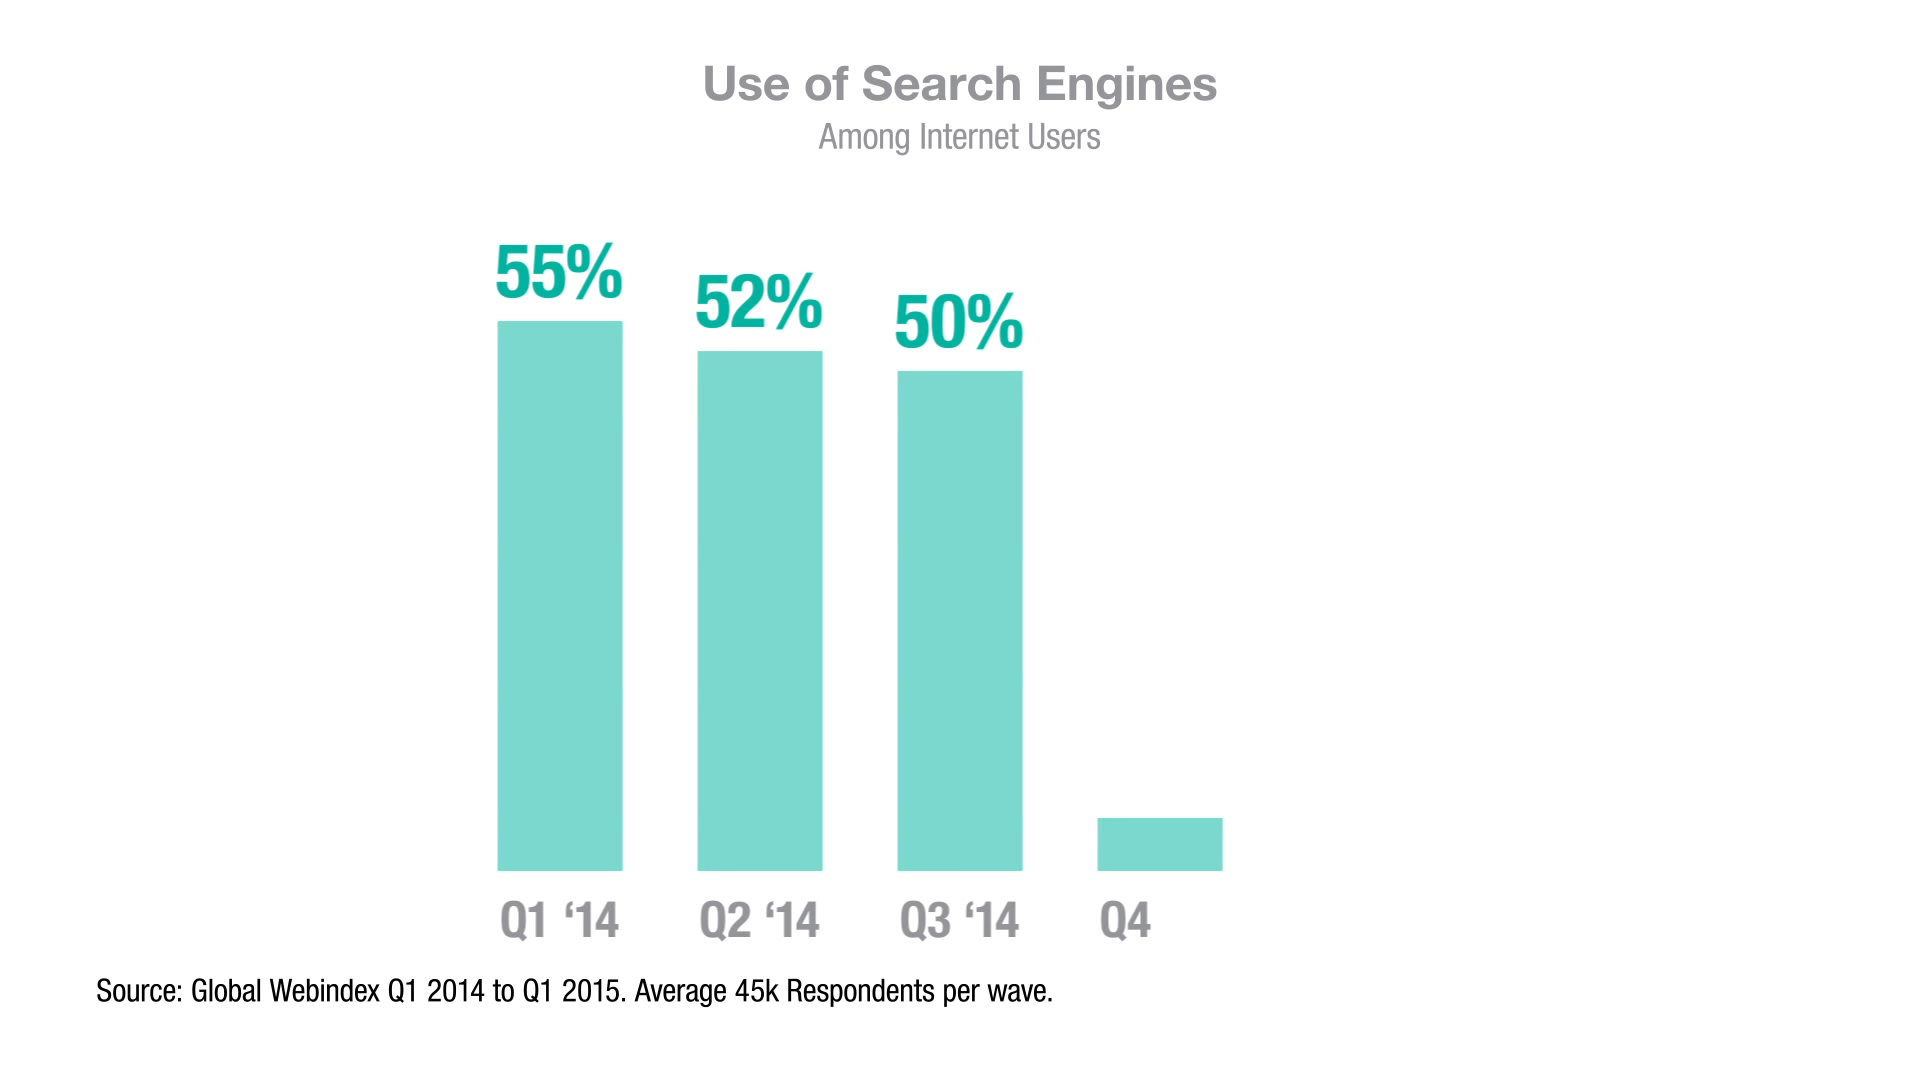 Use of Search Engines
Among Internet Users
55%
52%
50%
Q1 ‘14
Q2 ‘14
Q3 ‘14
Q4
Source: Global Webindex Q1 2014 to Q1 2015. Average 45k Respondents per wave.